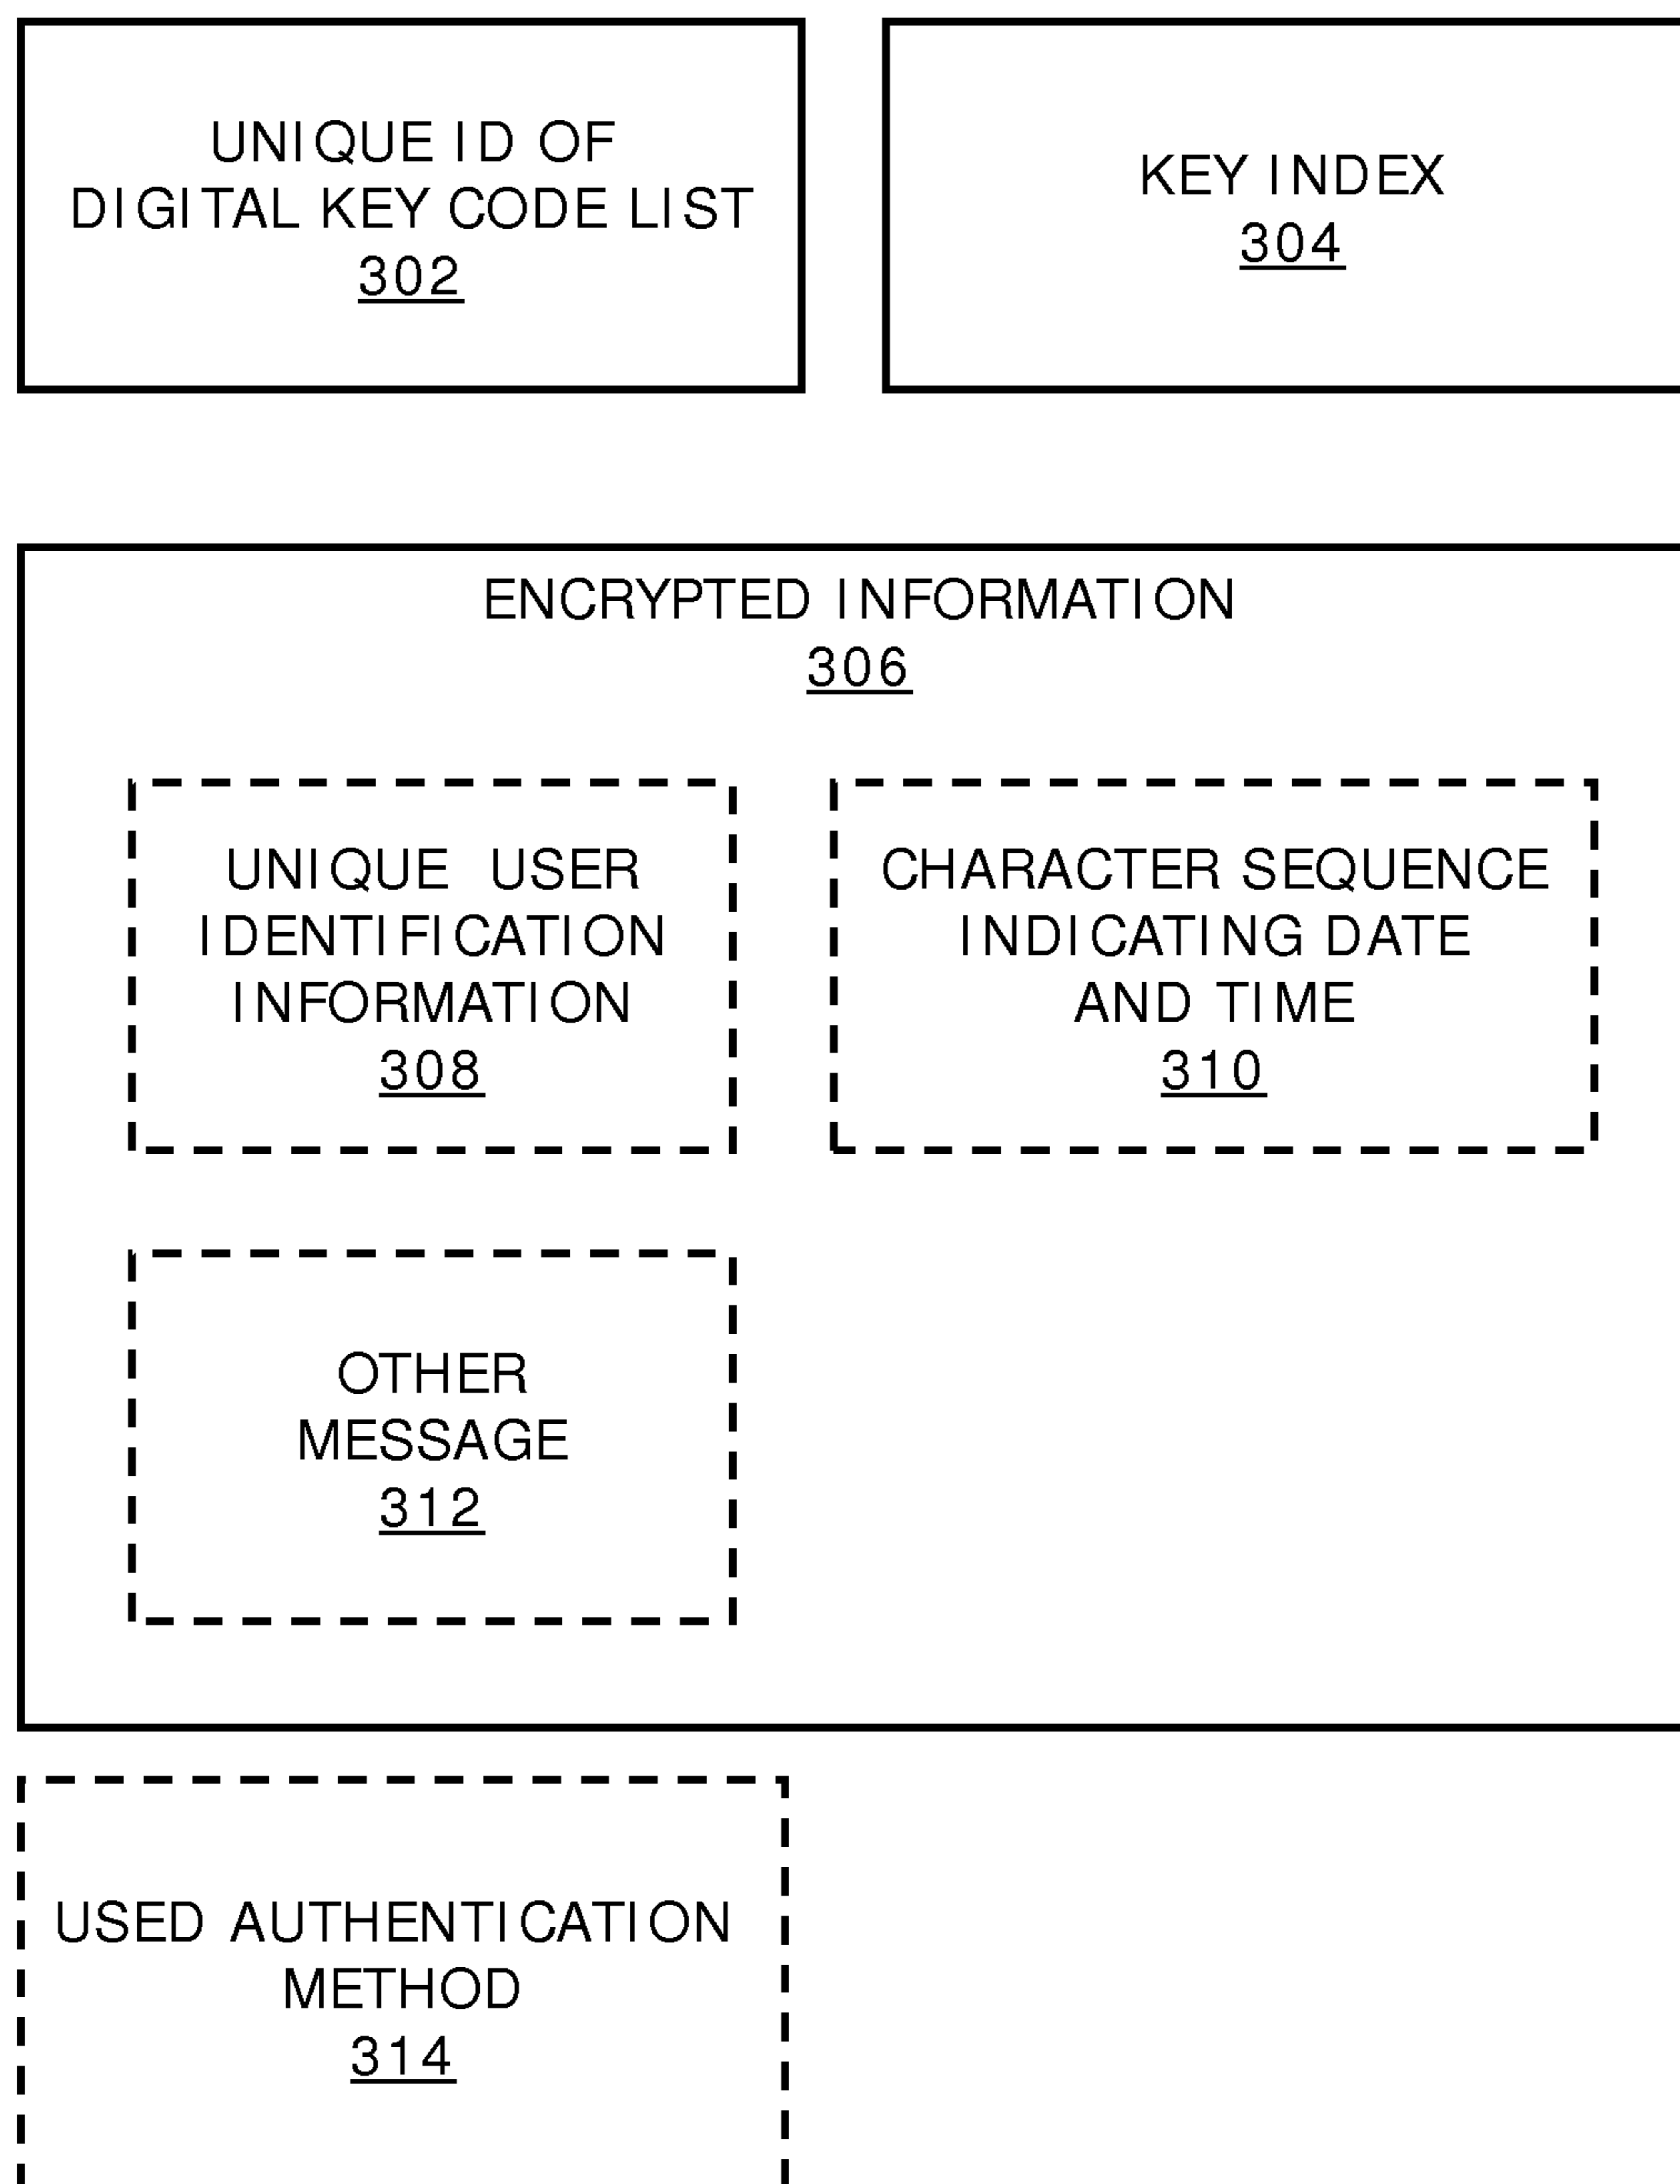 UNIQUE ID OF
DIGITAL KEY CODE LIST
302
KEY INDEX
304
ENCRYPTED INFORMATION
306
UNIQUE USER
IDENTIFICATION
INFORMATION
308
CHARACTER SEQUENCE
INDICATING DATE
AND TIME
310
OTHER
MESSAGE
312
USED AUTHENTICATION
METHOD
314